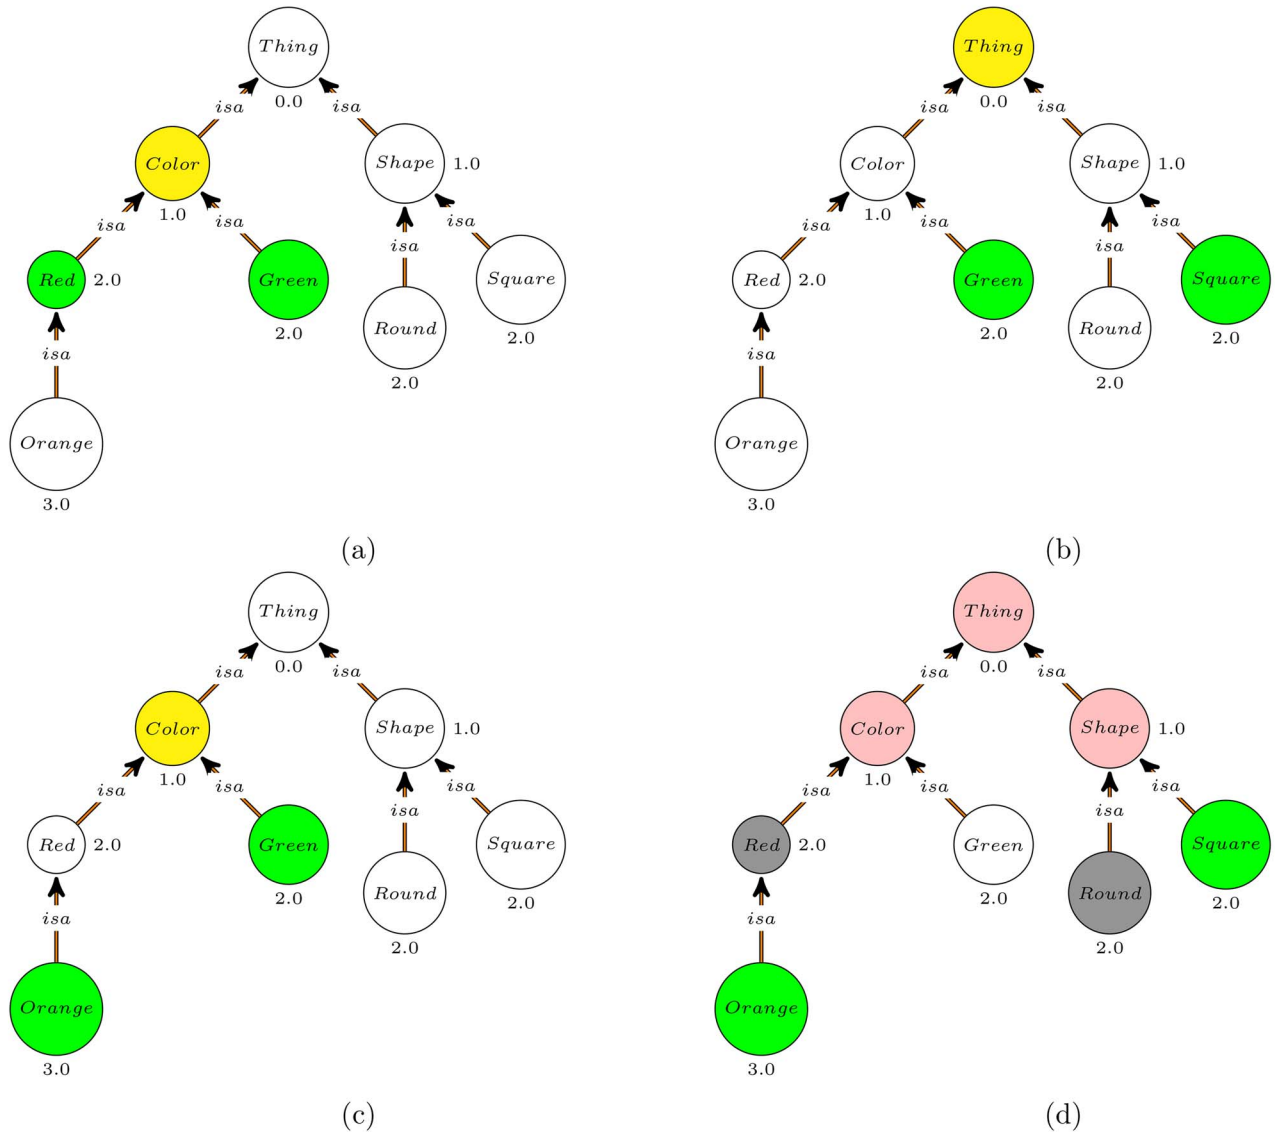 Thing
0.0
isa
isa
Color
1.0
Shape
1.0
isa
isa
isa
isa
Red
2.0
Green
2.0
Square
2.0
Round
2.0
isa
Orange
3.0
(a)
Thing
0.0
isa
isa
Color
1.0
Shape
1.0
isa
isa
isa
isa
Red
2.0
Green
2.0
Square
2.0
Round
2.0
isa
Orange
3.0
(b)
Thing
0.0
isa
isa
Color
1.0
Shape
1.0
isa
isa
isa
isa
Red
2.0
Green
2.0
Square
2.0
Round
2.0
isa
Orange
3.0
(c)
Thing
0.0
isa
isa
Color
1.0
Shape
1.0
isa
isa
isa
isa
Red
2.0
Green
2.0
Square
2.0
Round
2.0
isa
Orange
3.0
(d)